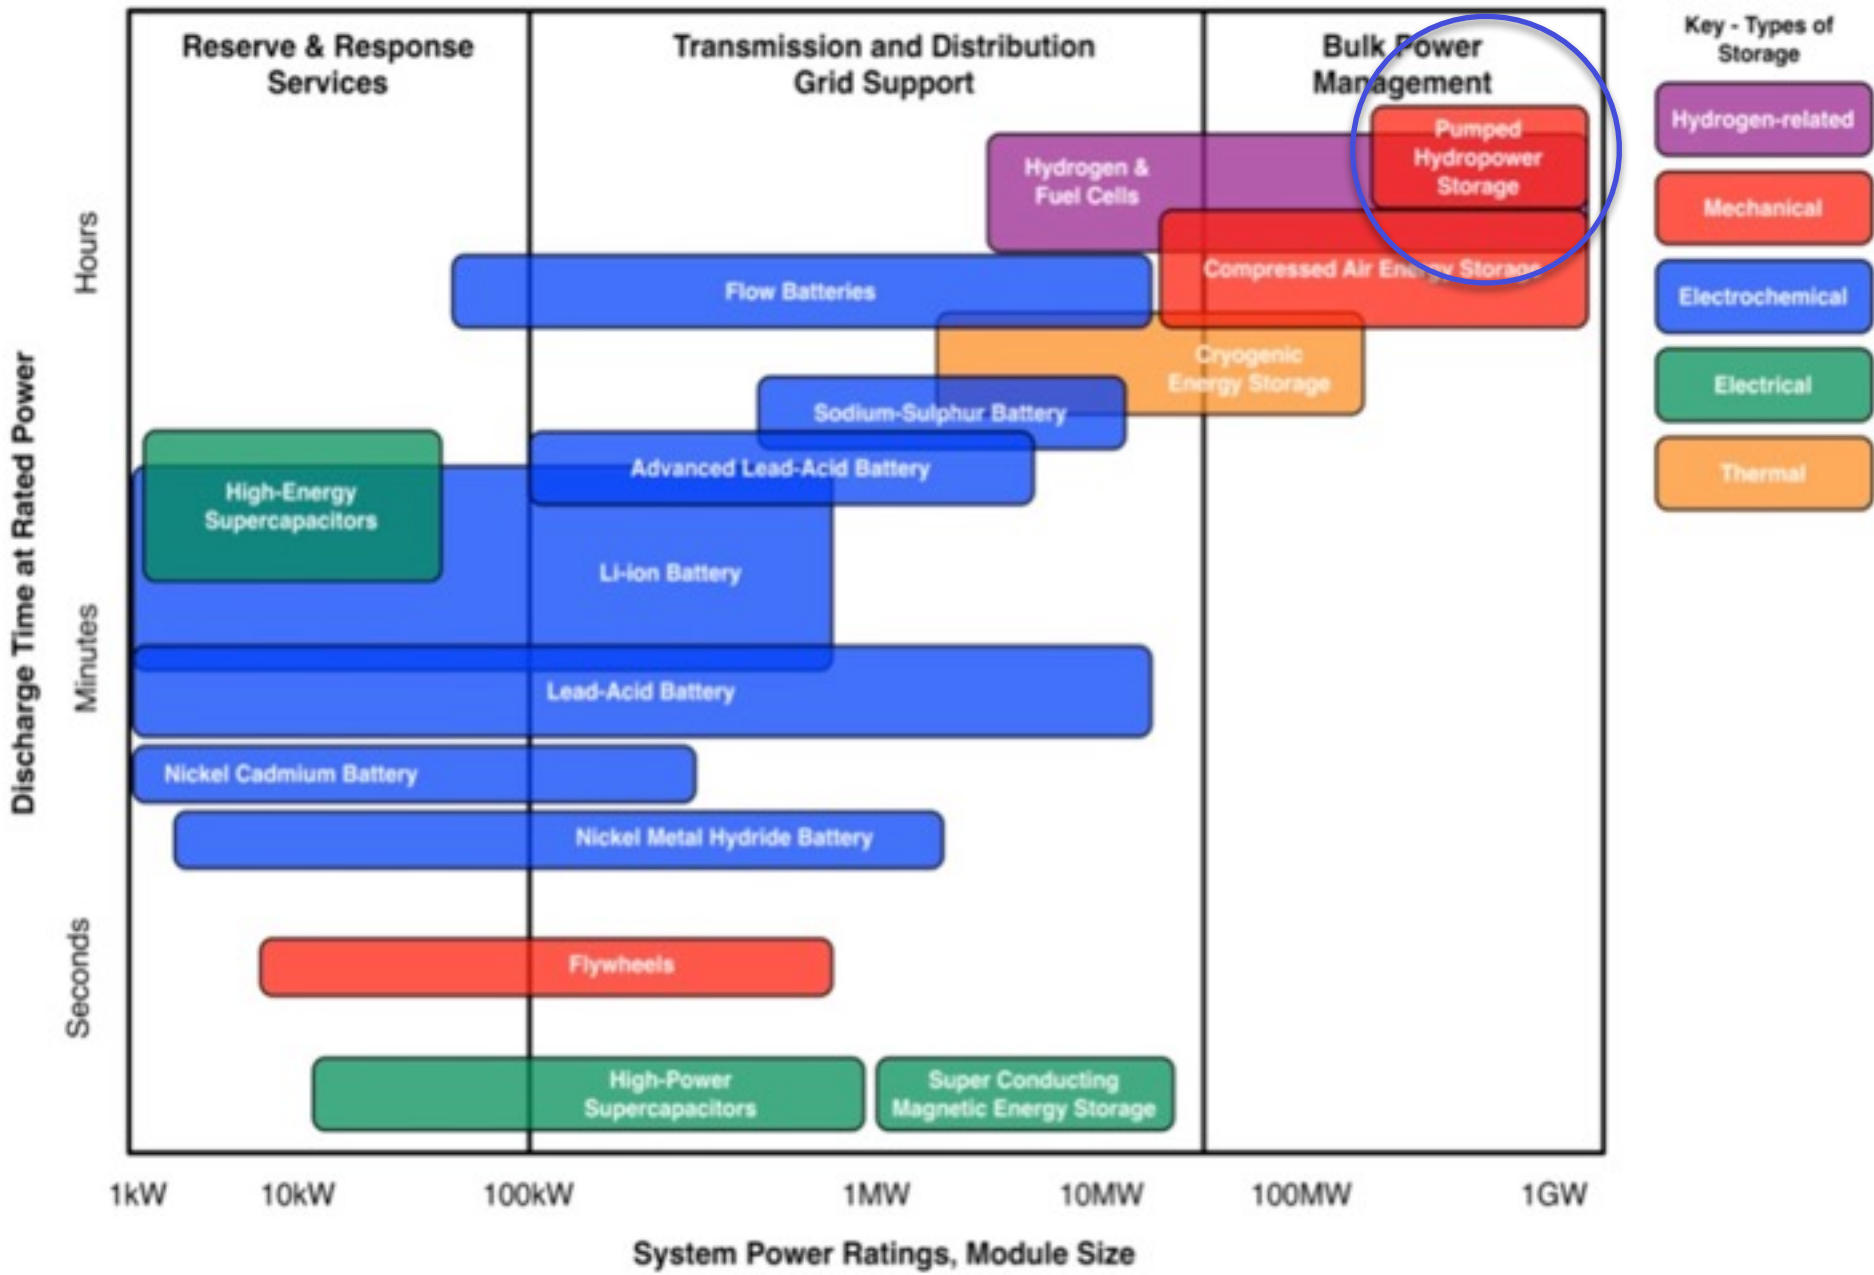 Reserve & Response
Services
Transmission and Distribution
Grid Support
Bulk Power
Management
Key - Types of
Storage
Hydrogen-related
Mechanical
Electrochemical
Electrical
Thermal
Pumped
Hydropower
Storage
Hydrogen &
Fuel Cells
Compressed Air Energy Storage
Flow Batteries
Cryogenic
Energy Storage
Sodium-Sulphur Battery
Advanced Lead-Acid Battery
High-Energy
Supercapacitors
Li-ion Battery
Lead-Acid Battery
Nickel Cadmium Battery
Nickel Metal Hydride Battery
Flywheels
High-Power
Supercapacitors
Super Conducting
Magnetic Energy Storage
Discharge Time at Rated Power
Hours
Minutes
Seconds
1kW 10kW 100kW 1MW 10MW 100MW 1GW
System Power Ratings, Module Size